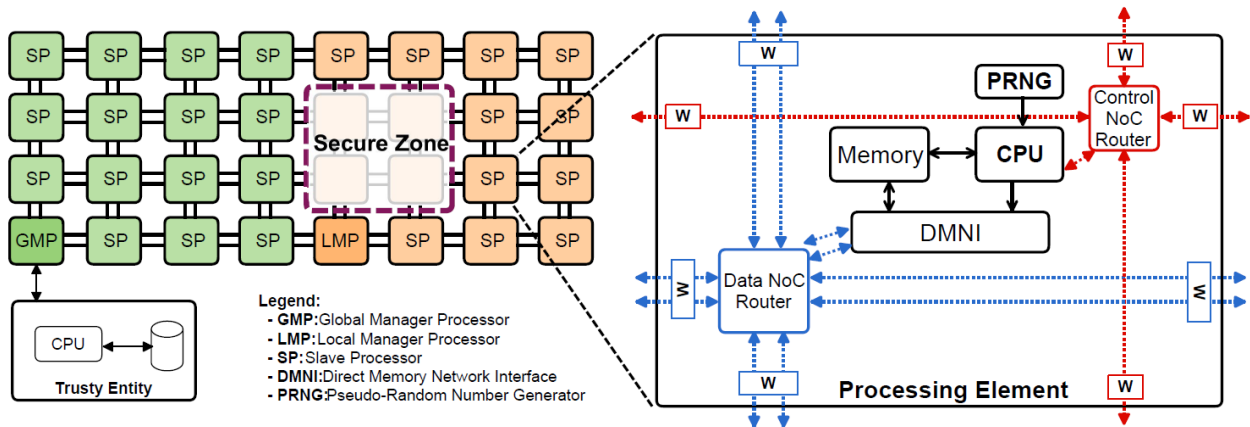 SP SP SP SP SP SP SP SP
SP SP SP SP SP SP
Secure Zone
SP SP SP SP SP SP
GMP SP SP SP LMP SP SP SP
CPU
Trusty Entity
Legend:
- GMP:Global Manager Processor
- LMP:Local Manager Processor
- SP:Slave Processor
- DMNI:Direct Memory Network Interface
- PRNG:Pseudo-Random Number Generator
W
W
PRNG
W
Control
NoC
Router
W
Memory
CPU
DMNI
W
Data NoC
Router
W
W
W
Processing Element